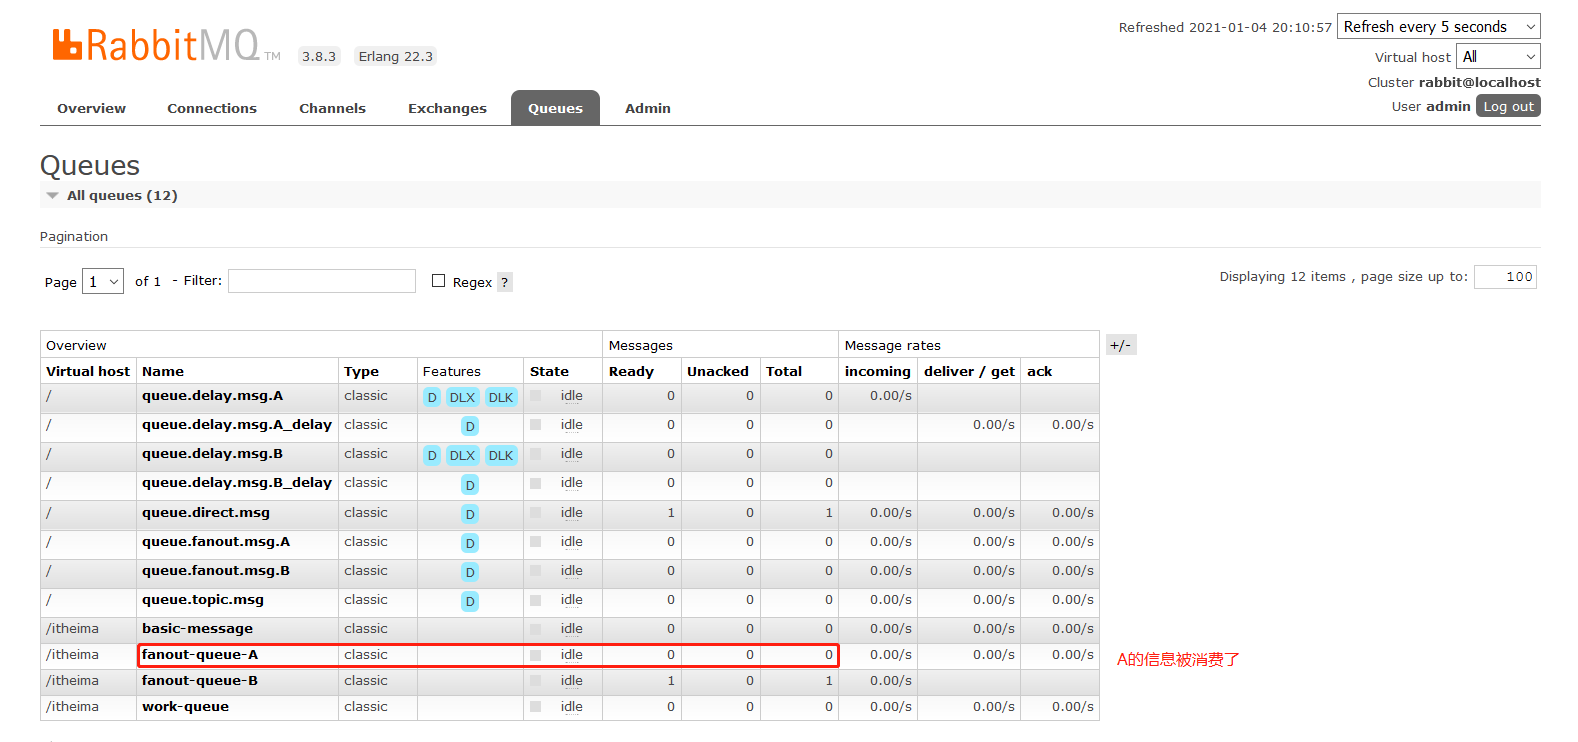 RabbitMQ TM 3.8.3 Erlang 22.3
Refreshed 2021-01-04 20:10:57 Refresh every 5 seconds
Virtual host All
Cluster rabbit@localhost
User admin Log out
Overview Connections Channels Exchanges Queues Admin
Queues
All queues (12)
Pagination
Page 1 of 1 - Filter: Regex ? Displaying 12 items , page size up to: 100
Overview Messages Message rates +/-
Virtual host Name Type Features State Ready Unacked Total incoming deliver / get ack
/ queue.delay.msg.A classic D DLX DLK idle 0 0 0 0.00/s
/ queue.delay.msg.A_delay classic D idle 0 0 0 0.00/s 0.00/s
/ queue.delay.msg.B classic D DLX DLK idle 0 0 0
/ queue.delay.msg.B_delay classic D idle 0 0 0
/ queue.direct.msg classic D idle 1 0 1 0.00/s 0.00/s 0.00/s
/ queue.fanout.msg.A classic D idle 0 0 0 0.00/s 0.00/s 0.00/s
/ queue.fanout.msg.B classic D idle 0 0 0 0.00/s 0.00/s 0.00/s
/ queue.topic.msg classic D idle 0 0 0 0.00/s 0.00/s 0.00/s
/itheima basic-message classic idle 0 0 0 0.00/s 0.00/s 0.00/s
/itheima fanout-queue-A classic idle 0 0 0 0.00/s 0.00/s 0.00/s A的信息被消费了
/itheima fanout-queue-B classic idle 1 0 1 0.00/s
/itheima work-queue classic idle 0 0 0 0.00/s 0.00/s 0.00/s